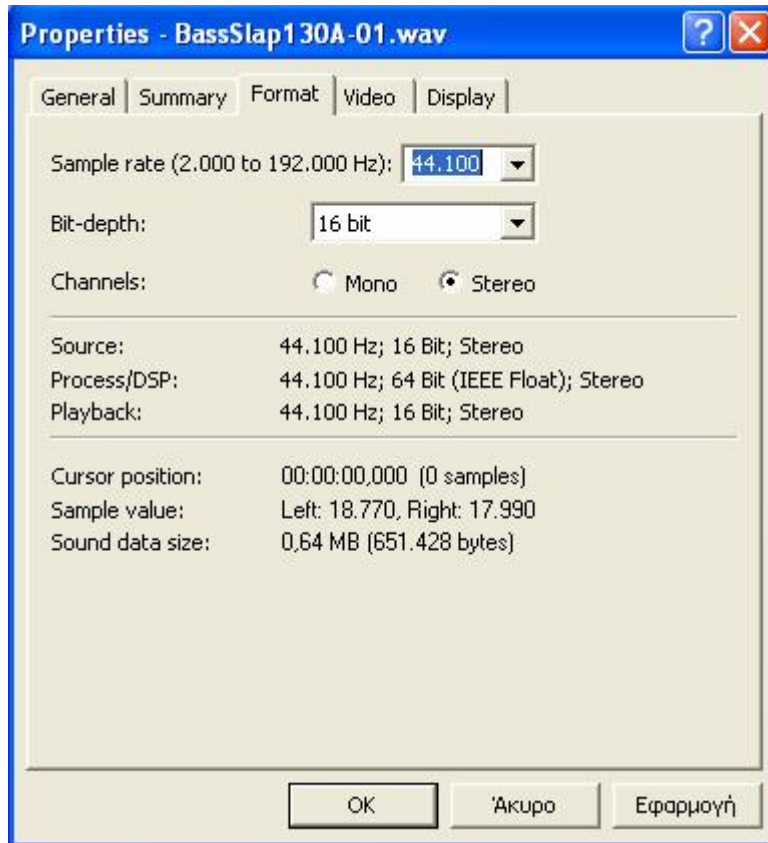 Properties - BassSlap130A-01.wav
General Summary Format Video Display
Sample rate (2.000 to 192.000 Hz): 44.100
Bit-depth: 16 bit
Channels: Mono Stereo
Source: 44.100 Hz; 16 Bit; Stereo
Process/DSP: 44.100 Hz; 64 Bit (IEEE Float); Stereo
Playback: 44.100 Hz; 16 Bit; Stereo
Cursor position: 00:00:00,000 (0 samples)
Sample value: Left: 18.770, Right: 17.990
Sound data size: 0,64 MB (651.428 bytes)
OK Άκυρο Εφαρμογή